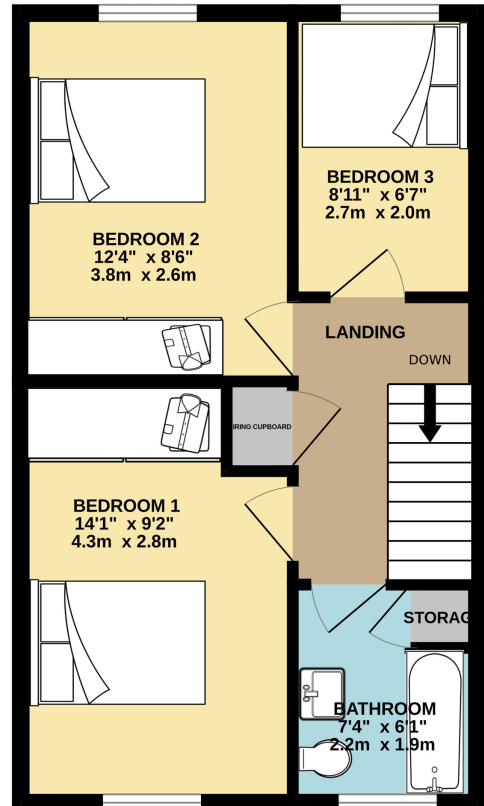 BEDROOM 3
8'11" x 6'7"
2.7m x 2.0m
BEDROOM 2
12'4" x 8'6"
3.8m x 2.6m
LANDING
DOWN
IRING CUPBOARD
BEDROOM 1
14'1" x 9'2"
4.3m x 2.8m
STORAG
BATHROOM
7'4" x 6'1"
2.2m x 1.9m